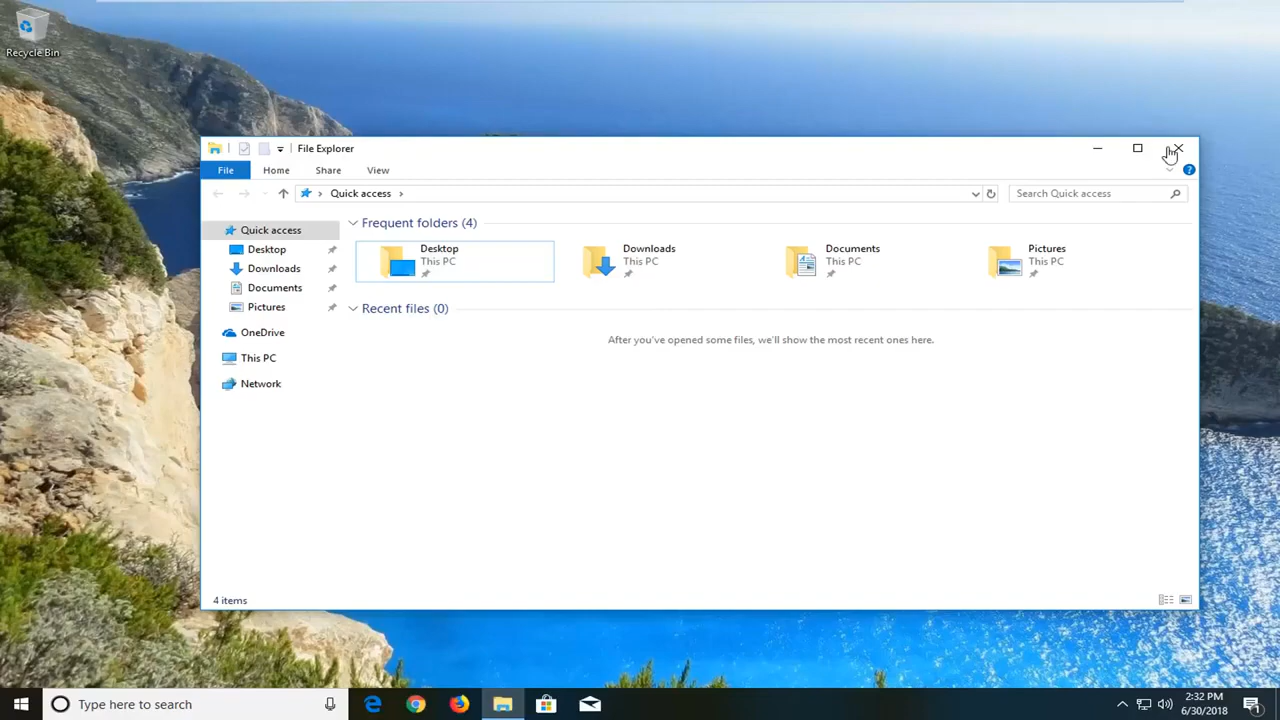 Recycle Bin
File Explorer
File Home Share View
Quick access
Search Quick access
Quick access
Desktop
Downloads
Documents
Pictures
OneDrive
This PC
Network
Frequent folders (4)
Desktop
This PC
Downloads
This PC
Documents
This PC
Pictures
This PC
Recent files (0)
After you've opened some files, we'll show the most recent ones here.
4 items
Type here to search
2:32 PM
6/30/2018
1